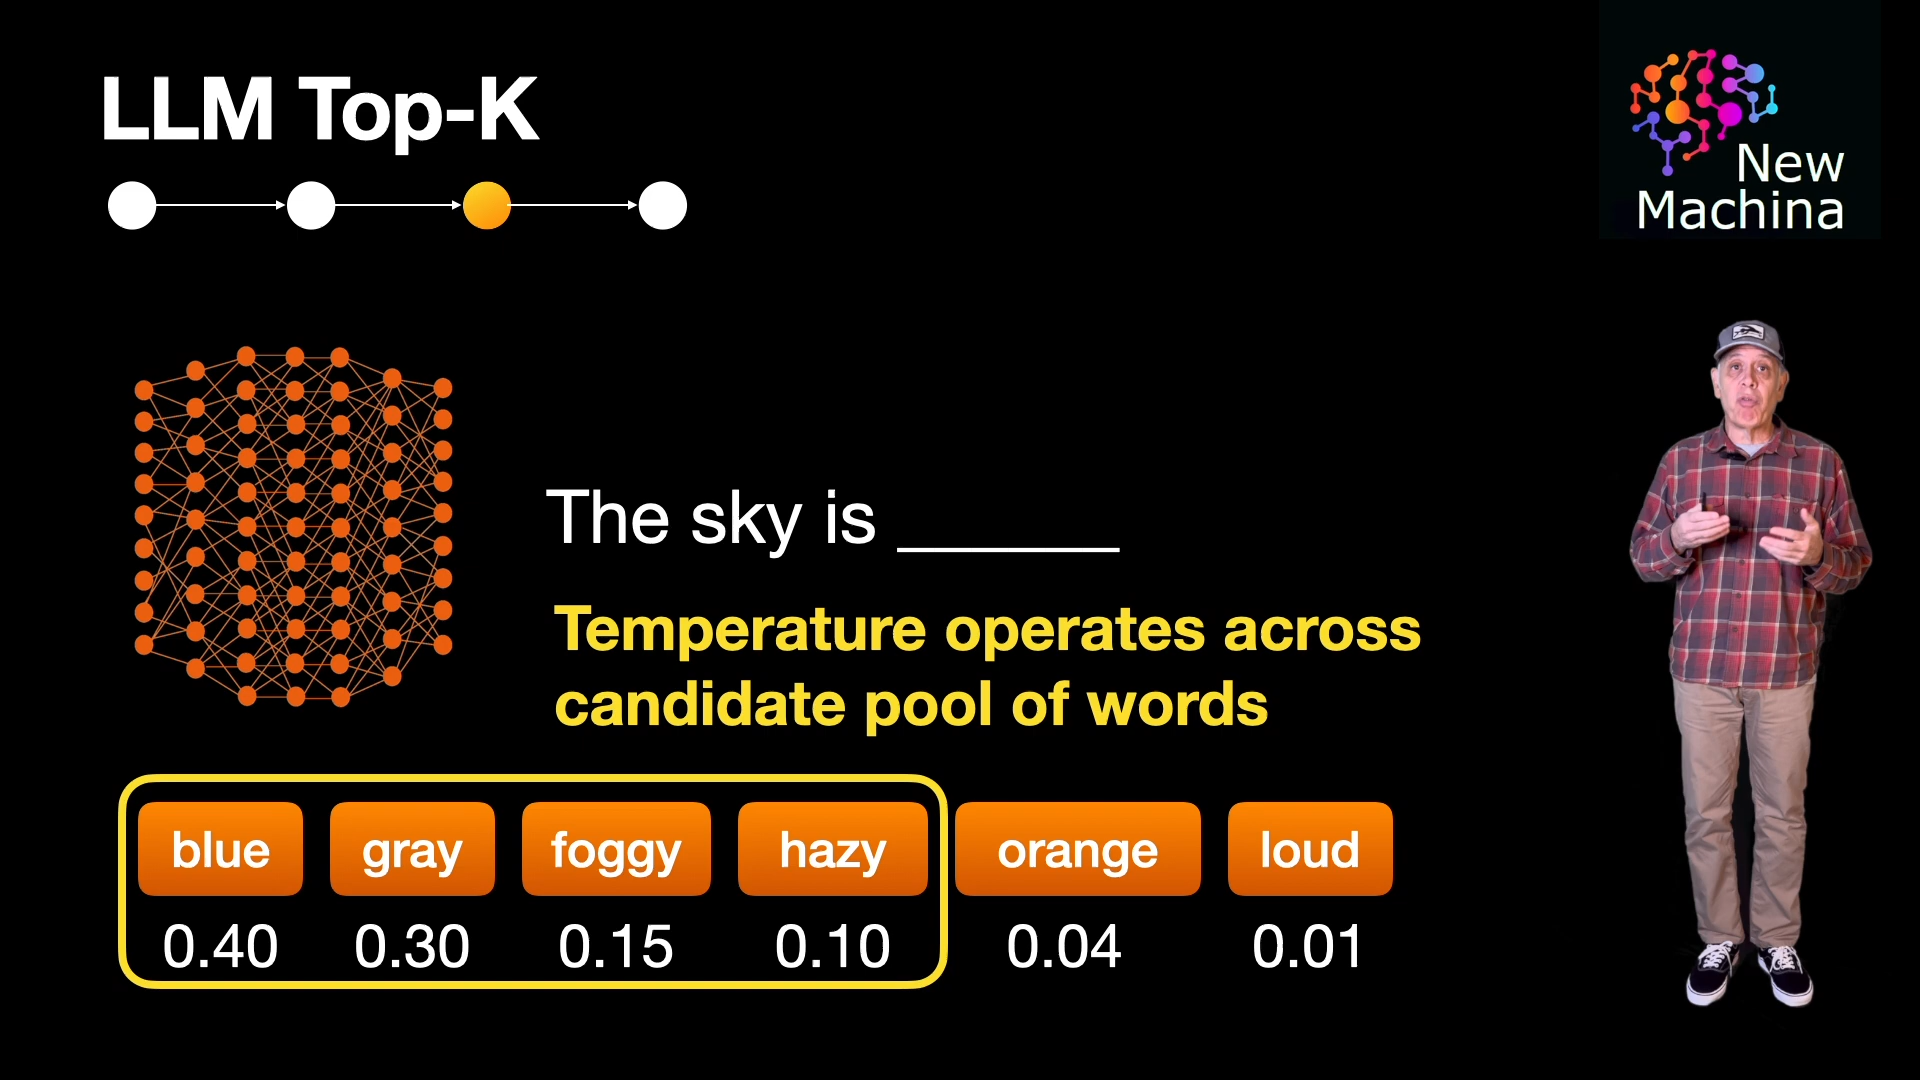 LLM Top-K
New
Machina
The sky is ______
Temperature operates across
candidate pool of words
blue gray foggy hazy orange loud
0.40 0.30 0.15 0.10 0.04 0.01